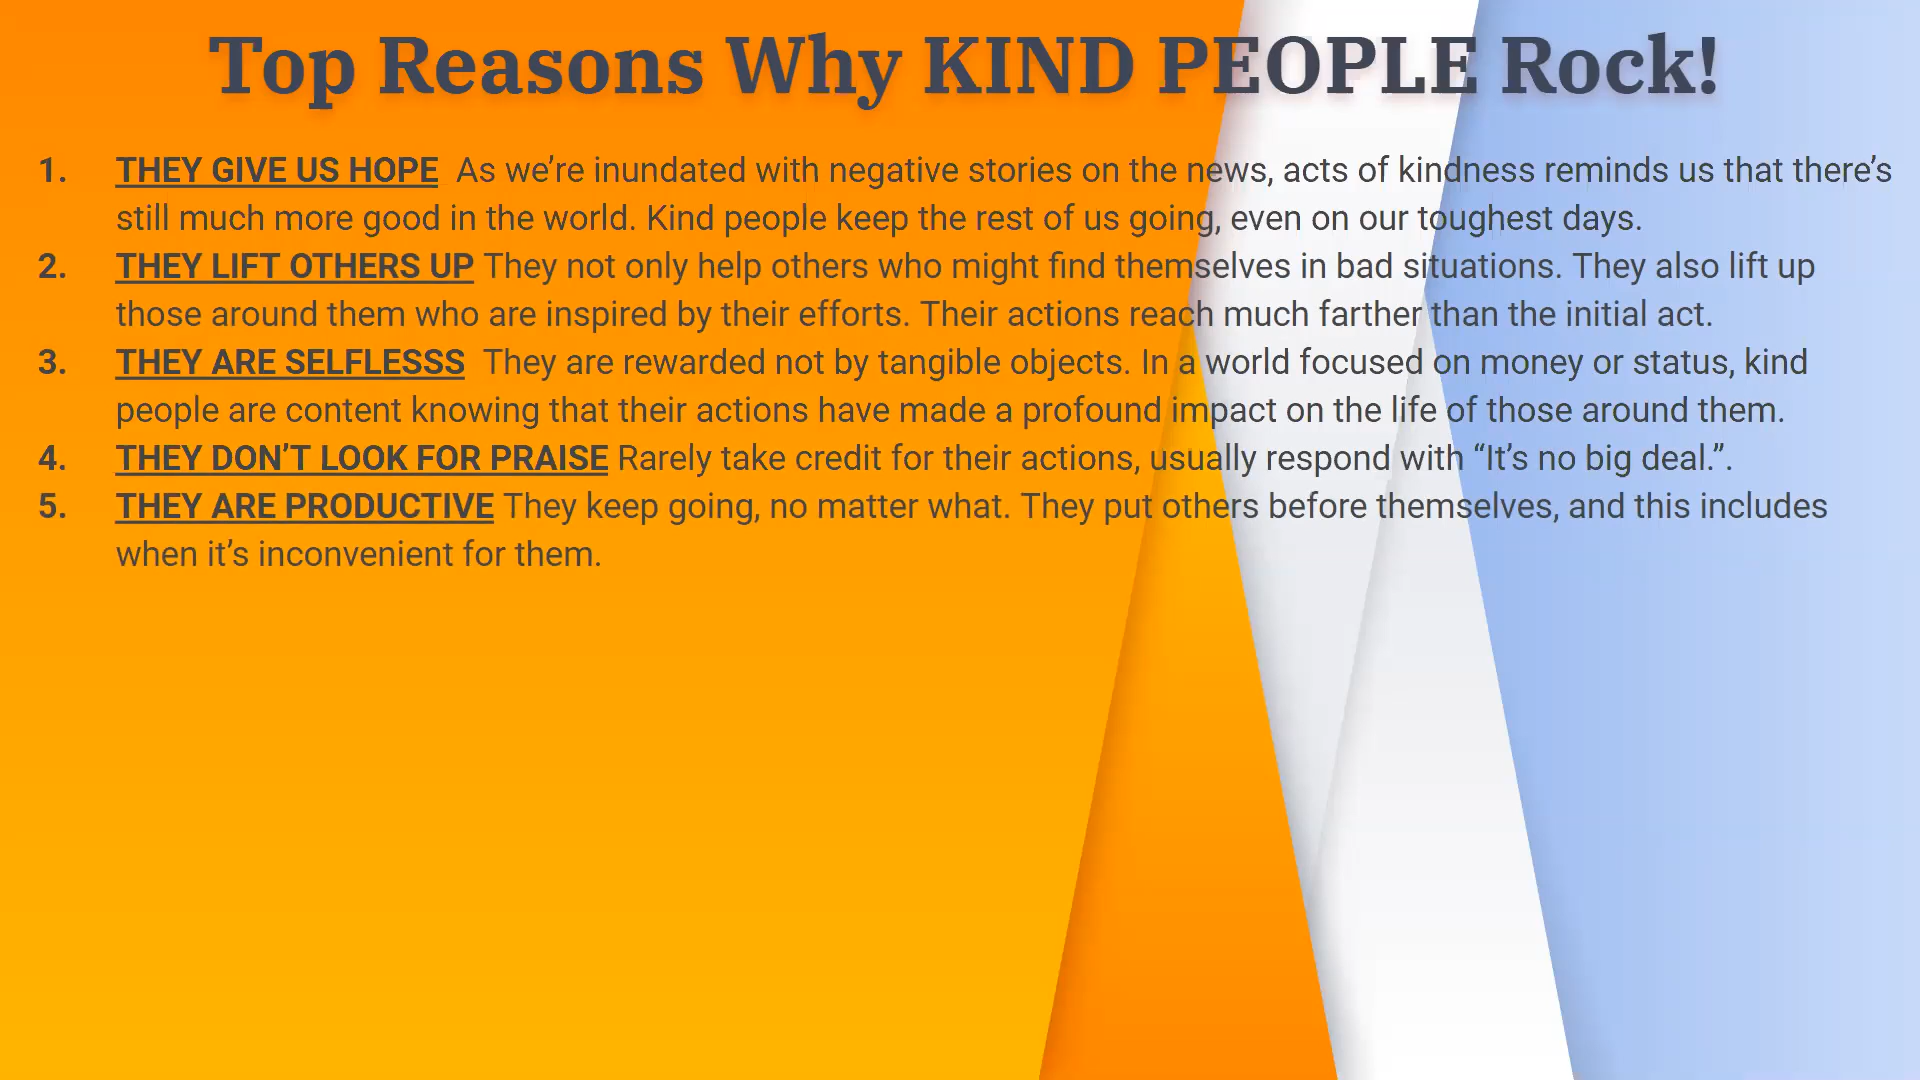 Top Reasons Why KIND PEOPLE Rock!
1. THEY GIVE US HOPE As we’re inundated with negative stories on the news, acts of kindness reminds us that there’s
still much more good in the world. Kind people keep the rest of us going, even on our toughest days.
2. THEY LIFT OTHERS UP They not only help others who might find themselves in bad situations. They also lift up
those around them who are inspired by their efforts. Their actions reach much farther than the initial act.
3. THEY ARE SELFLESSS They are rewarded not by tangible objects. In a world focused on money or status, kind
people are content knowing that their actions have made a profound impact on the life of those around them.
4. THEY DON’T LOOK FOR PRAISE Rarely take credit for their actions, usually respond with “It’s no big deal.”.
5. THEY ARE PRODUCTIVE They keep going, no matter what. They put others before themselves, and this includes
when it’s inconvenient for them.